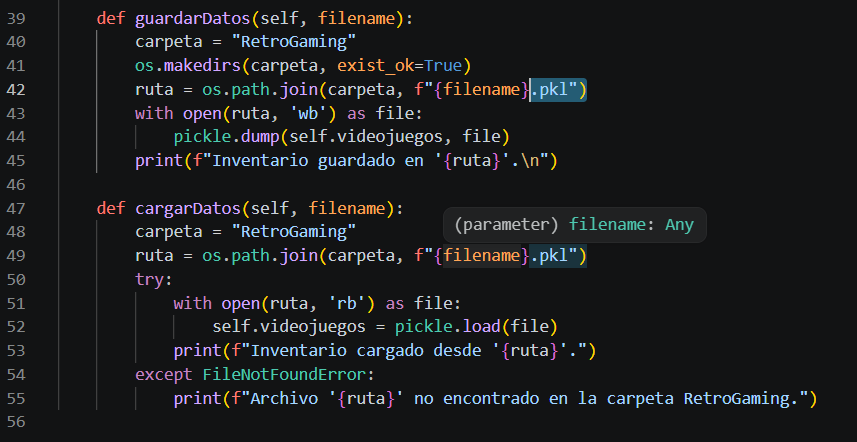 39 def guardarDatos(self, filename):
40 carpeta = "RetroGaming"
41 os.makedirs(carpeta, exist_ok=True)
42 ruta = os.path.join(carpeta, f"{filename}.pkl")
43 with open(ruta, 'wb') as file:
44 pickle.dump(self.videojuegos, file)
45 print(f"Inventario guardado en '{ruta}'.\n")
46
47 def cargarDatos(self, filename):
48 carpeta = "RetroGaming"
(parameter) filename: Any
49 ruta = os.path.join(carpeta, f"{filename}.pkl")
50 try:
51 with open(ruta, 'rb') as file:
52 self.videojuegos = pickle.load(file)
53 print(f"Inventario cargado desde '{ruta}'.")
54 except FileNotFoundError:
55 print(f"Archivo '{ruta}' no encontrado en la carpeta RetroGaming.")
56